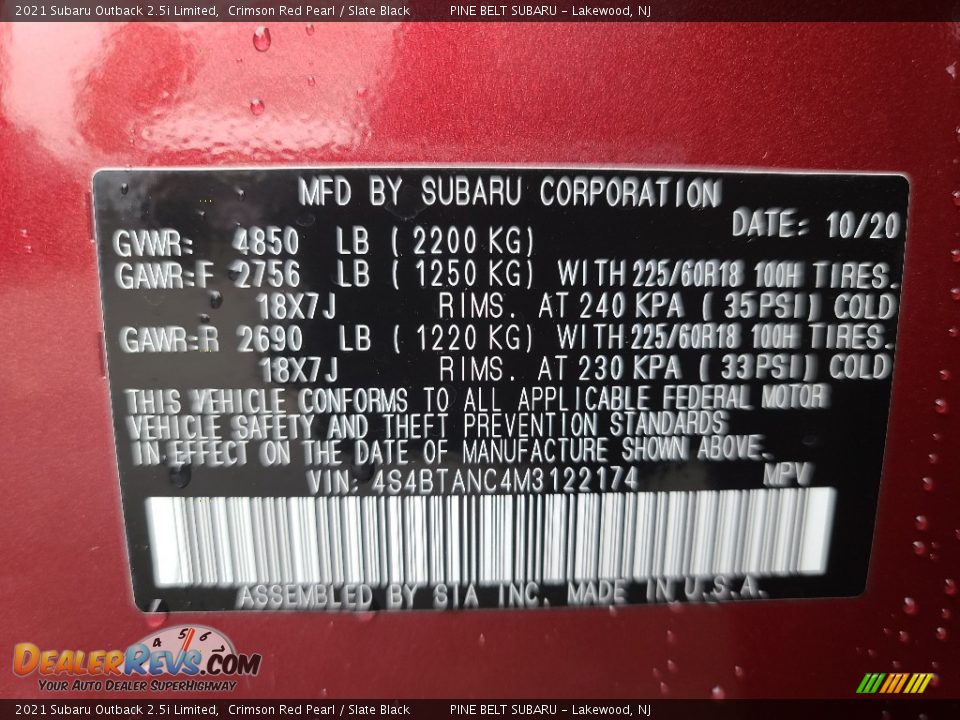 2021 Subaru Outback 2.5i Limited, Crimson Red Pearl / Slate Black PINE BELT SUBARU - Lakewood, NJ
MFD BY SUBARU CORPORATION
DATE: 10/20
GVWR: 4850 LB (2200 KG)
GAWR:F 2756 LB (1250 KG) WITH 225/60R18 100H TIRES.
18X7J RIMS. AT 240 KPA (35PSI) COLD
GAWR:R 2690 LB (1220 KG) WITH 225/60R18 100H TIRES.
18X7J RIMS. AT 230 KPA (33PSI) COLD
THIS VEHICLE CONFORMS TO ALL APPLICABLE FEDERAL MOTOR
VEHICLE SAFETY AND THEFT PREVENTION STANDARDS
IN EFFECT ON THE DATE OF MANUFACTURE SHOWN ABOVE.
VIN: 4S4BTANC4M3122174 MPV
ASSEMBLED BY SIA INC. MADE IN U.S.A.
4 5 6
DEALERREVS.COM
YOUR AUTO DEALER SUPERHIGHWAY
2021 Subaru Outback 2.5i Limited, Crimson Red Pearl / Slate Black PINE BELT SUBARU - Lakewood, NJ